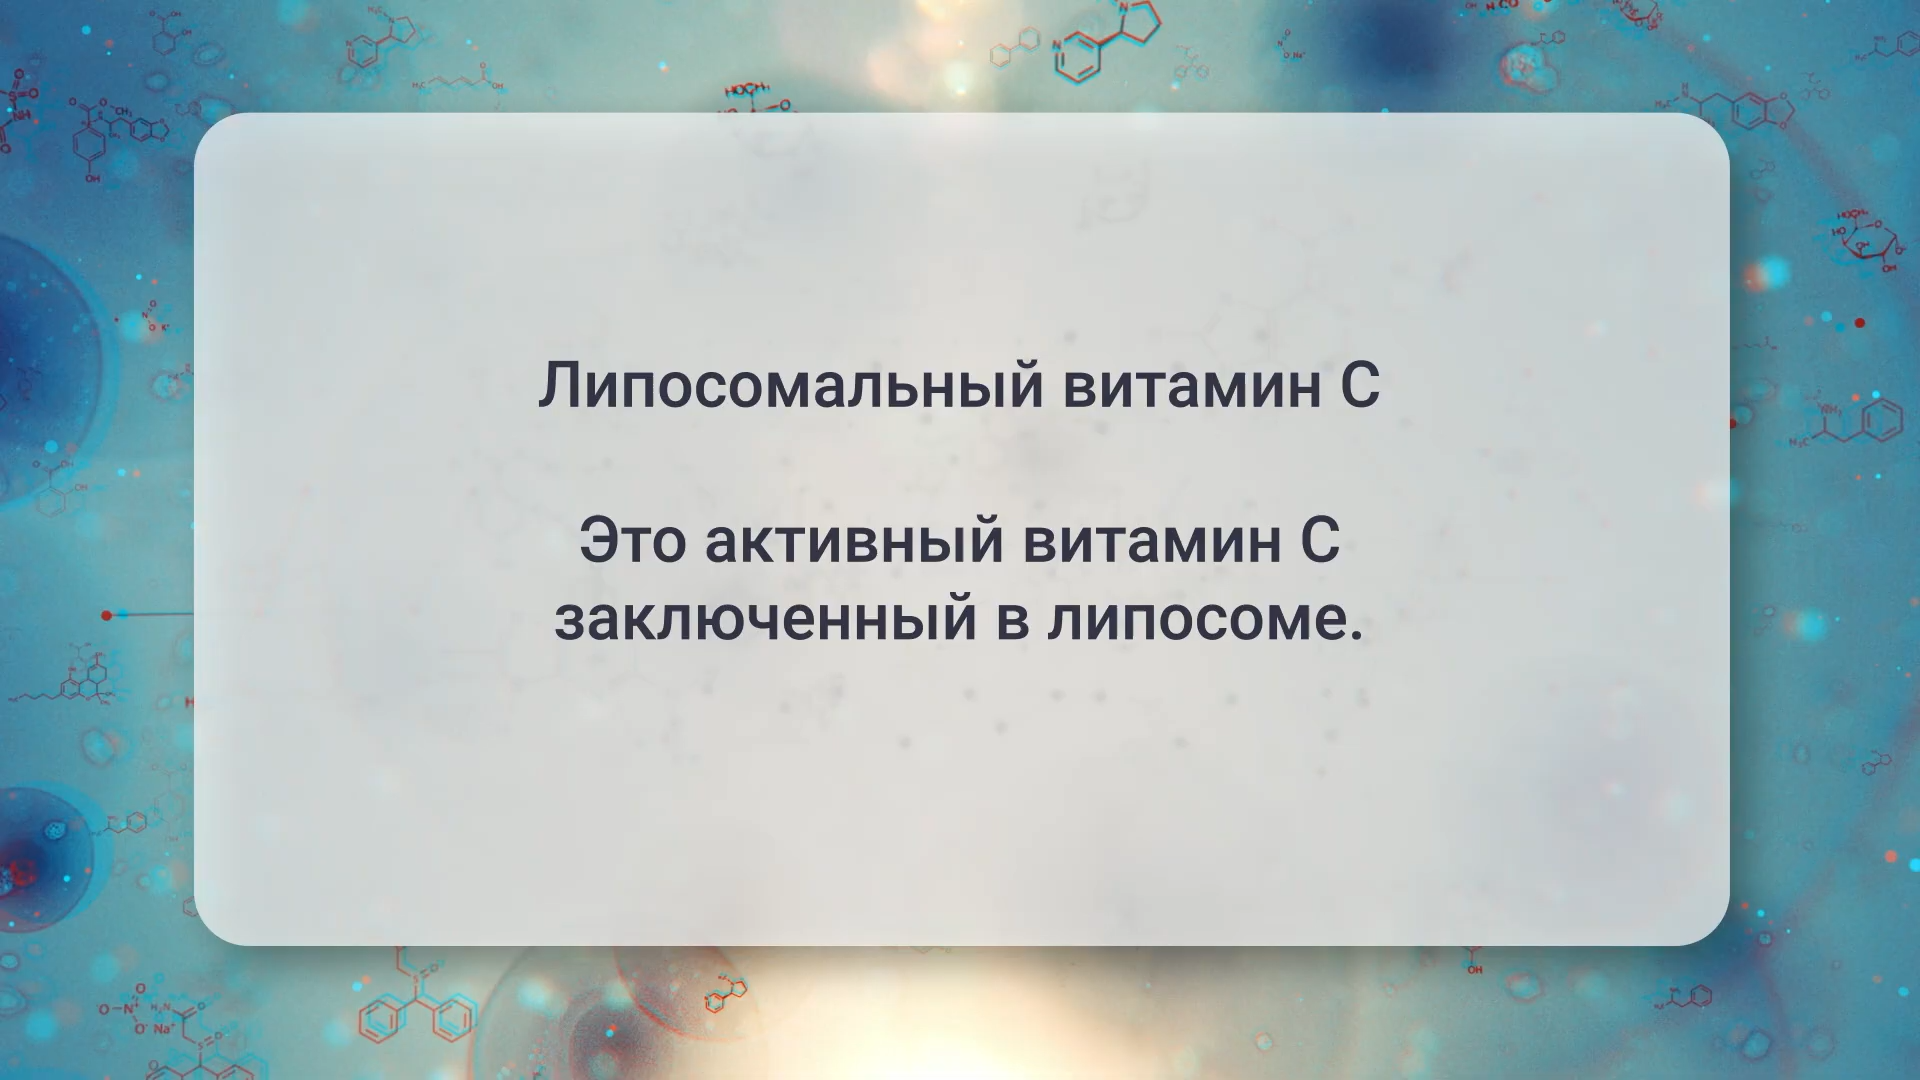 Липосомальный витамин С
Это активный витамин С
заключенный в липосоме.